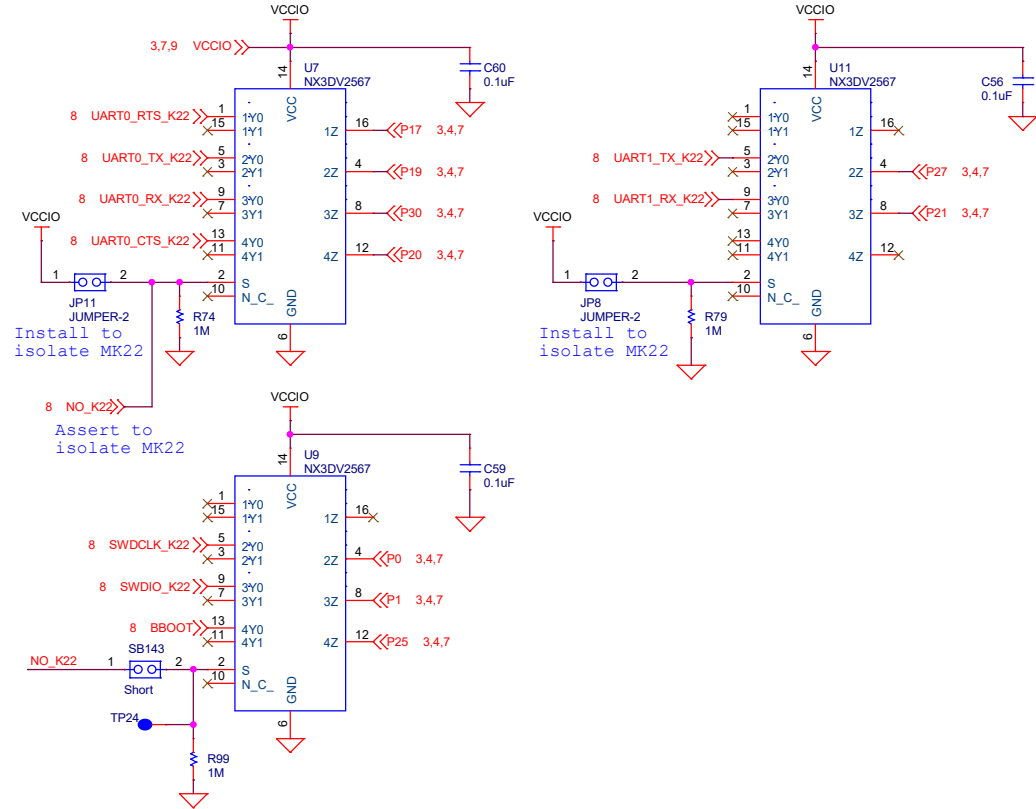 VCCIO
3,7,9 VCCIO
U7
NX3DV2567
14
VCC
C60
0.1uF
8 UART0_RTS_K22
1
1Y0
15
1Y1
1Z
16
P17 3,4,7
8 UART0_TX_K22
5
2Y0
3
2Y1
2Z
4
P19 3,4,7
8 UART0_RX_K22
9
3Y0
7
3Y1
3Z
8
P30 3,4,7
8 UART0_CTS_K22
13
4Y0
11
4Y1
4Z
12
P20 3,4,7
VCCIO
1
2
JP11
JUMPER-2
2
S
10
N_C_
GND
6
R74
1M
Install to
isolate MK22
8 NO_K22
Assert to
isolate MK22
VCCIO
U11
NX3DV2567
14
VCC
C56
0.1uF
1
1Y0
15
1Y1
1Z
16
8 UART1_TX_K22
5
2Y0
3
2Y1
2Z
4
P27 3,4,7
8 UART1_RX_K22
9
3Y0
7
3Y1
3Z
8
P21 3,4,7
13
4Y0
11
4Y1
4Z
12
VCCIO
1
2
JP8
JUMPER-2
2
S
10
N_C_
GND
6
R79
1M
Install to
isolate MK22
VCCIO
U9
NX3DV2567
14
VCC
C59
0.1uF
1
1Y0
15
1Y1
1Z
16
8 SWDCLK_K22
5
2Y0
3
2Y1
2Z
4
P0 3,4,7
8 SWDIO_K22
9
3Y0
7
3Y1
3Z
8
P1 3,4,7
8 BBOOT
13
4Y0
11
4Y1
4Z
12
P25 3,4,7
NO_K22
1
SB143
2
Short
2
S
10
N_C_
GND
6
TP24
R99
1M